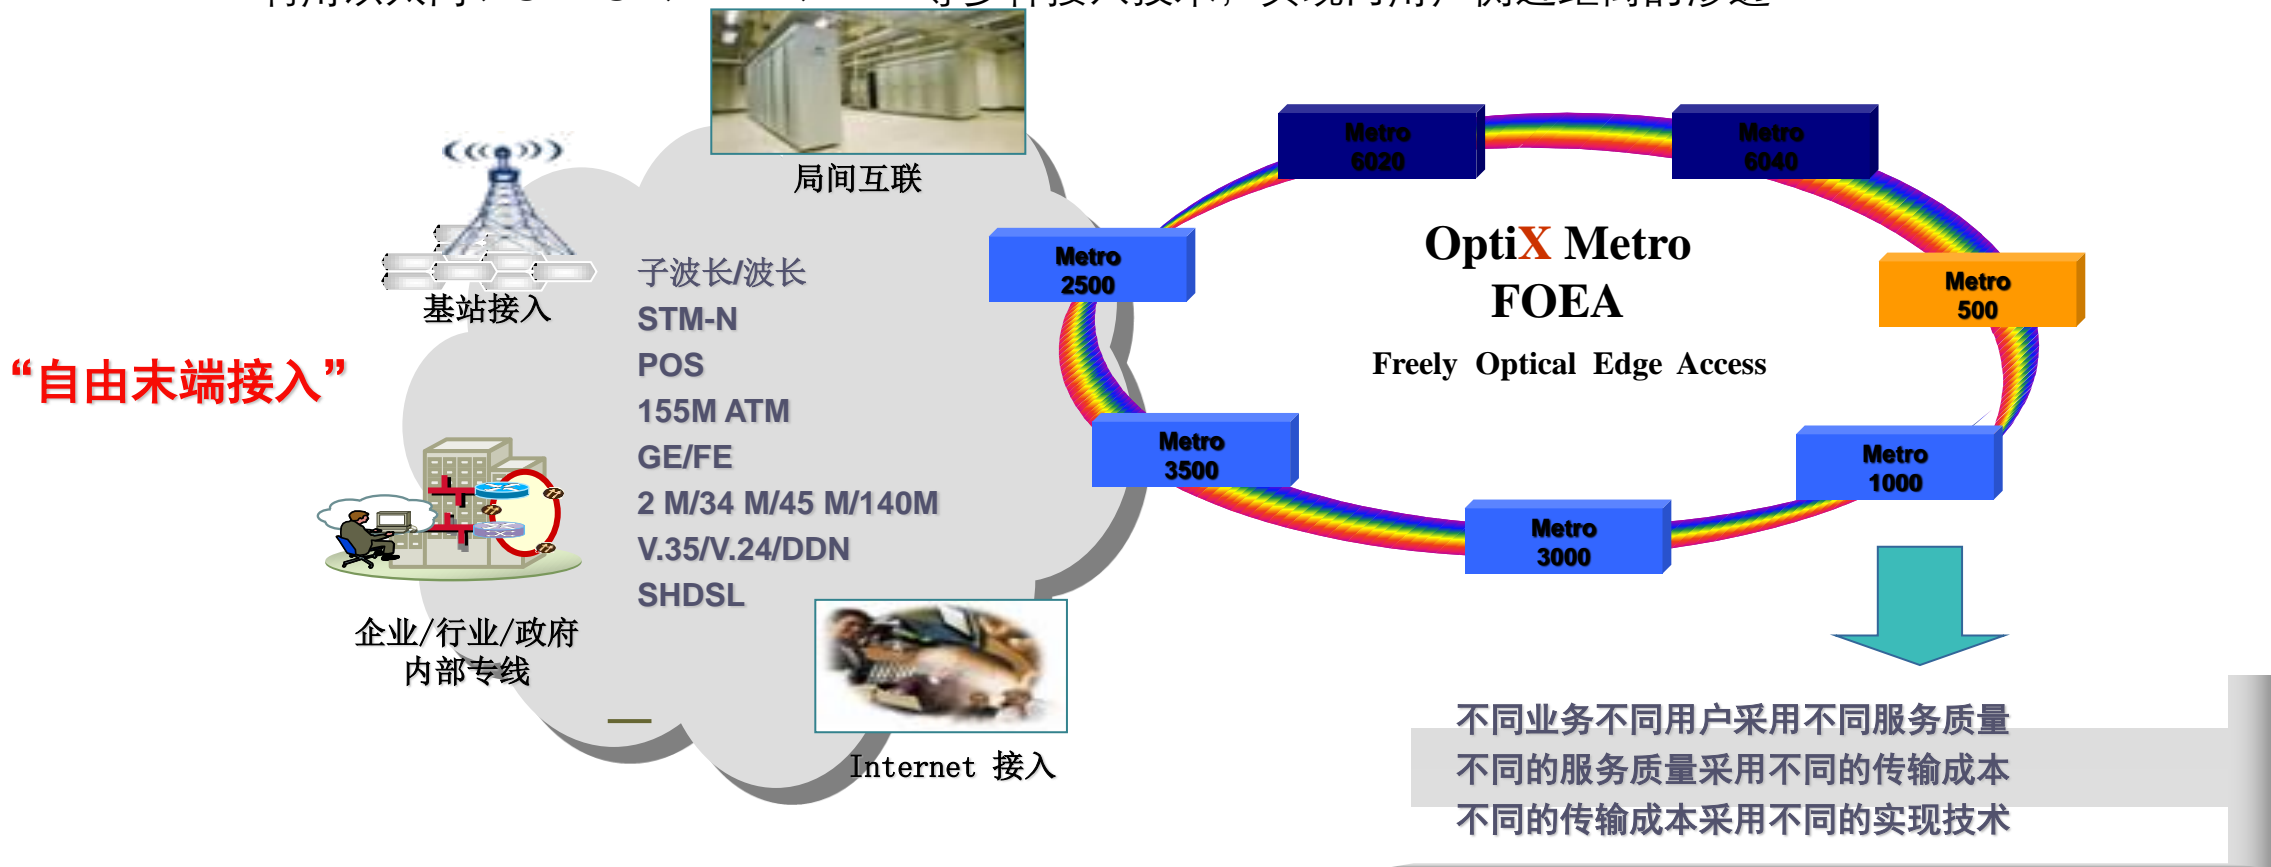 局间互联
基站接入
子波长/波长
STM-N
POS
155M ATM
GE/FE
2 M/34 M/45 M/140M
V.35/V.24/DDN
SHDSL
“自由末端接入”
企业/行业/政府
内部专线
Internet 接入
Metro
6020
Metro
6040
Metro
2500
Metro
500
OptiX Metro
FOEA
Freely Optical Edge Access
Metro
3500
Metro
1000
Metro
3000
不同业务不同用户采用不同服务质量
不同的服务质量采用不同的传输成本
不同的传输成本采用不同的实现技术